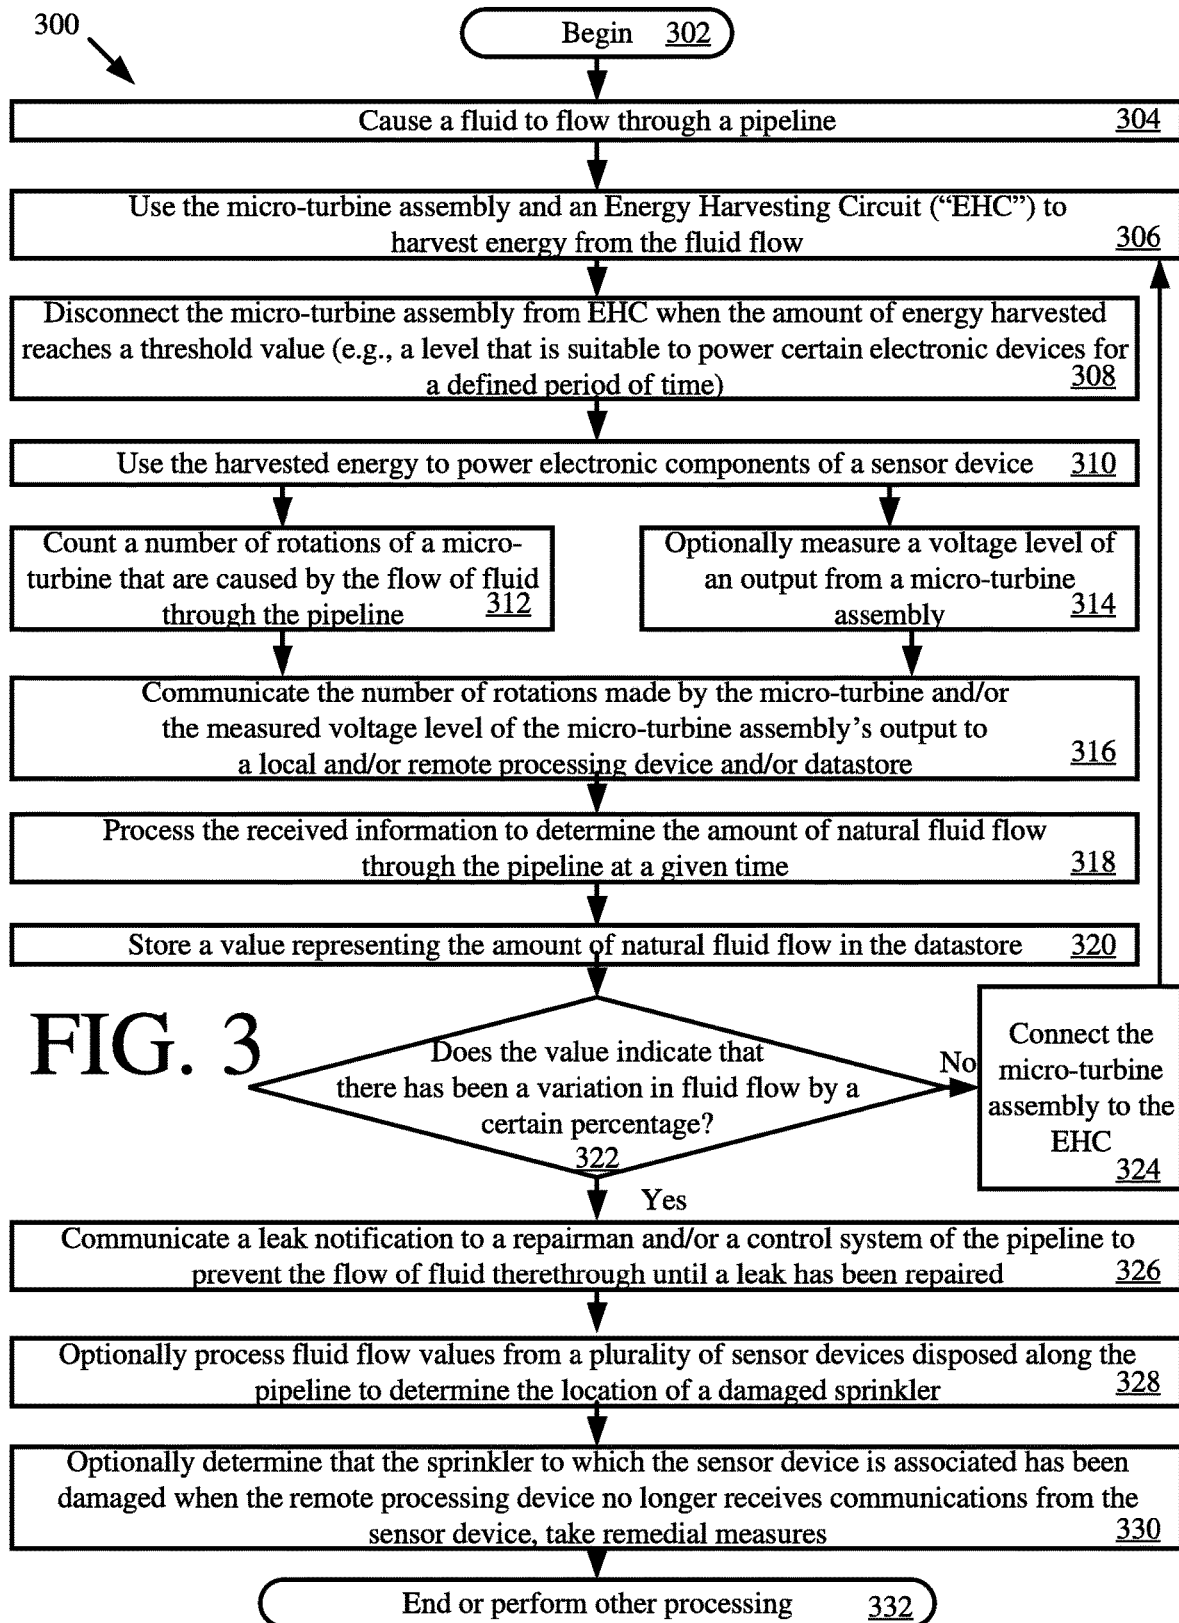 300
Begin 302
Cause a fluid to flow through a pipeline 304
Use the micro-turbine assembly and an Energy Harvesting Circuit (“EHC”) to
harvest energy from the fluid flow 306
Disconnect the micro-turbine assembly from EHC when the amount of energy harvested
reaches a threshold value (e.g., a level that is suitable to power certain electronic devices for
a defined period of time) 308
Use the harvested energy to power electronic components of a sensor device 310
Count a number of rotations of a micro-
turbine that are caused by the flow of fluid
through the pipeline 312
Optionally measure a voltage level of
an output from a micro-turbine
assembly 314
Communicate the number of rotations made by the micro-turbine and/or
the measured voltage level of the micro-turbine assembly’s output to
a local and/or remote processing device and/or datastore 316
Process the received information to determine the amount of natural fluid flow
through the pipeline at a given time 318
Store a value representing the amount of natural fluid flow in the datastore 320
FIG. 3
Does the value indicate that
there has been a variation in fluid flow by a
certain percentage?
322
No
Connect the
micro-turbine
assembly to the
EHC
324
Yes
Communicate a leak notification to a repairman and/or a control system of the pipeline to
prevent the flow of fluid therethrough until a leak has been repaired 326
Optionally process fluid flow values from a plurality of sensor devices disposed along the
pipeline to determine the location of a damaged sprinkler 328
Optionally determine that the sprinkler to which the sensor device is associated has been
damaged when the remote processing device no longer receives communications from the
sensor device, take remedial measures 330
End or perform other processing 332